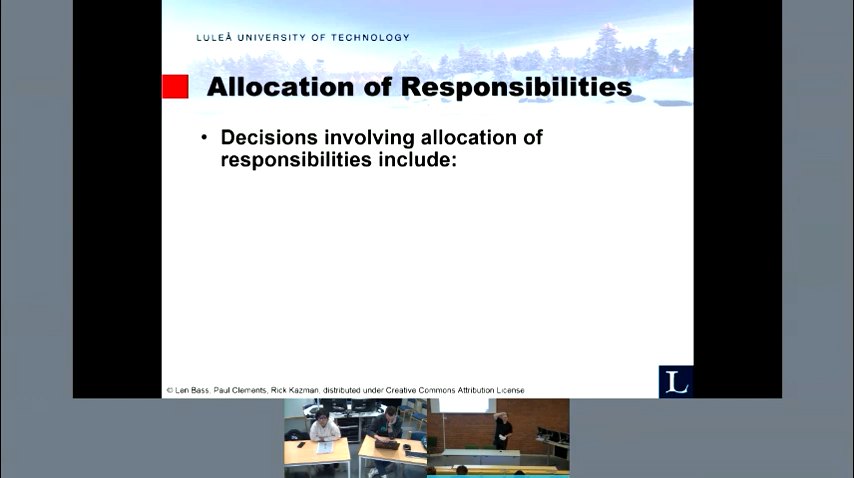 LULEÅ UNIVERSITY OF TECHNOLOGY
Allocation of Responsibilities
• Decisions involving allocation of
responsibilities include:
© Len Bass, Paul Clements, Rick Kazman, distributed under Creative Commons Attribution License
L